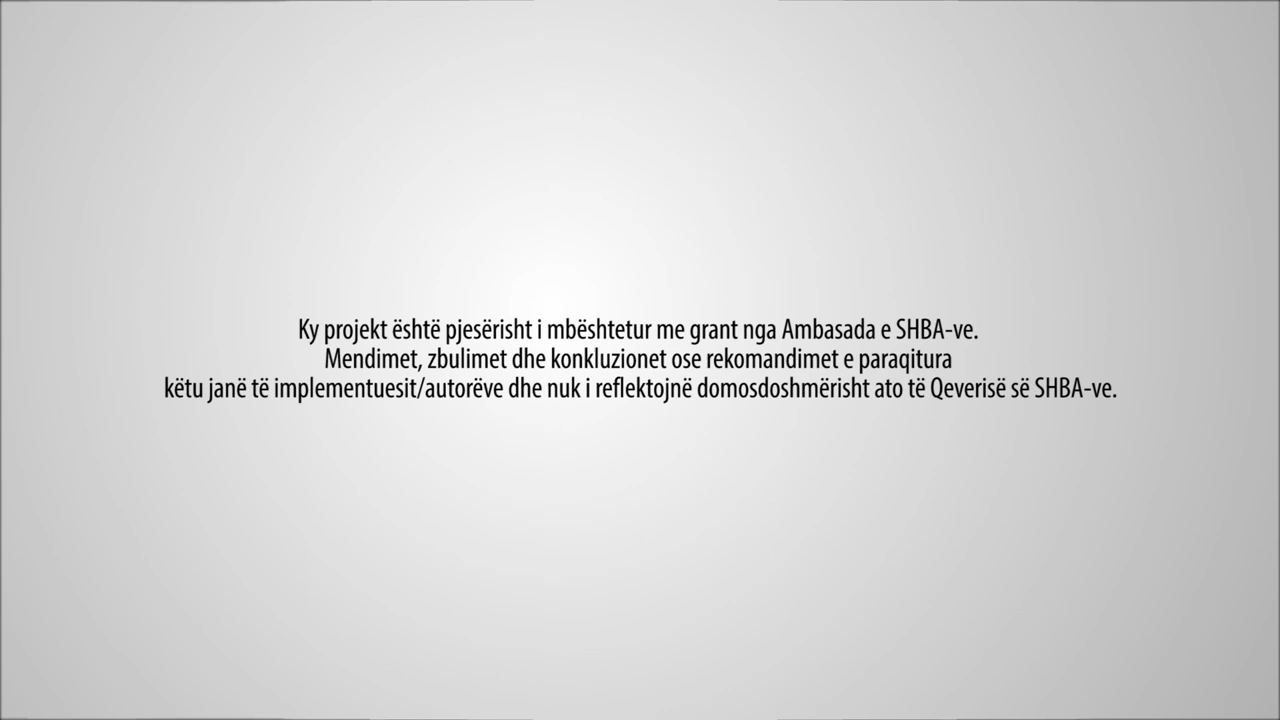 Ky projekt është pjesërisht i mbështetur me grant nga Ambasada e SHBA-ve.
Mendimet, zbulimet dhe konkluzionet ose rekomandimet e paraqitura
këtu janë të implementuesit/autorëve dhe nuk i reflektojnë domosdoshmërisht ato të Qeverisë së SHBA-ve.